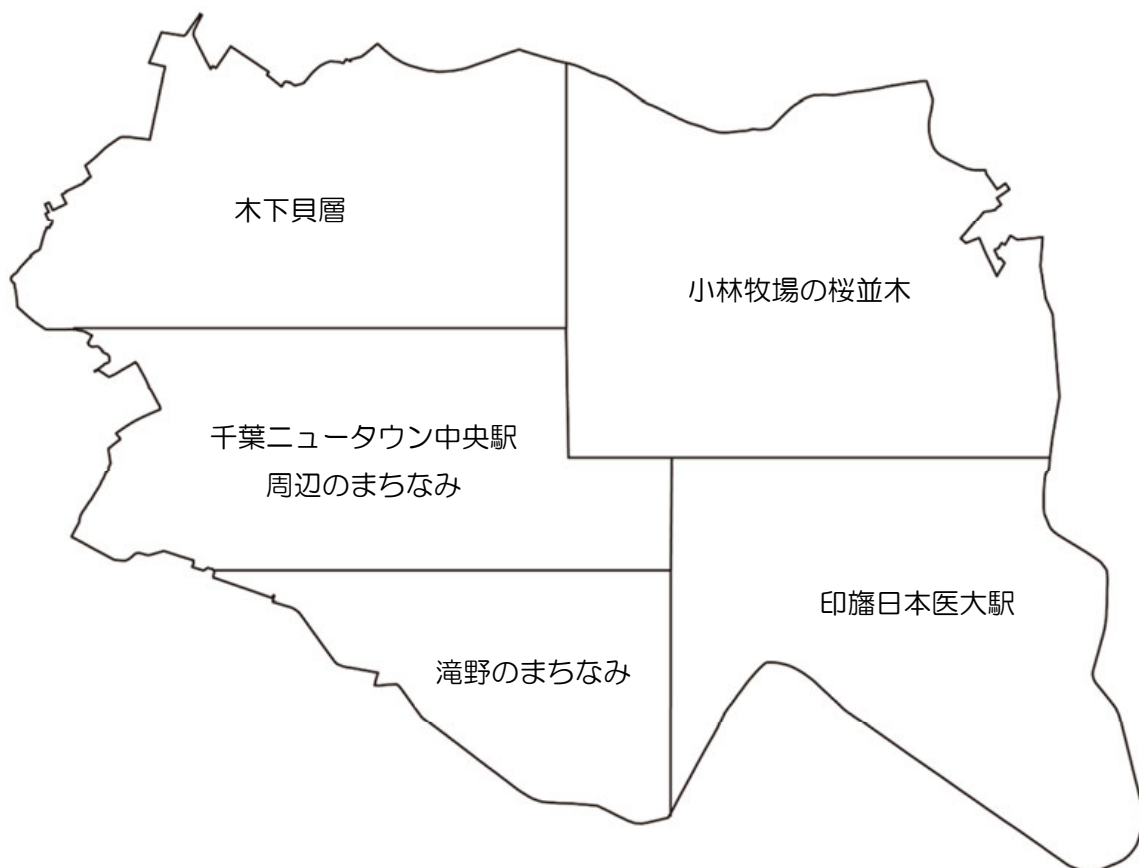 木下貝層
小林牧場の桜並木
千葉ニュータウン中央駅
周辺のまちなみ
印旛日本医大駅
滝野のまちなみ